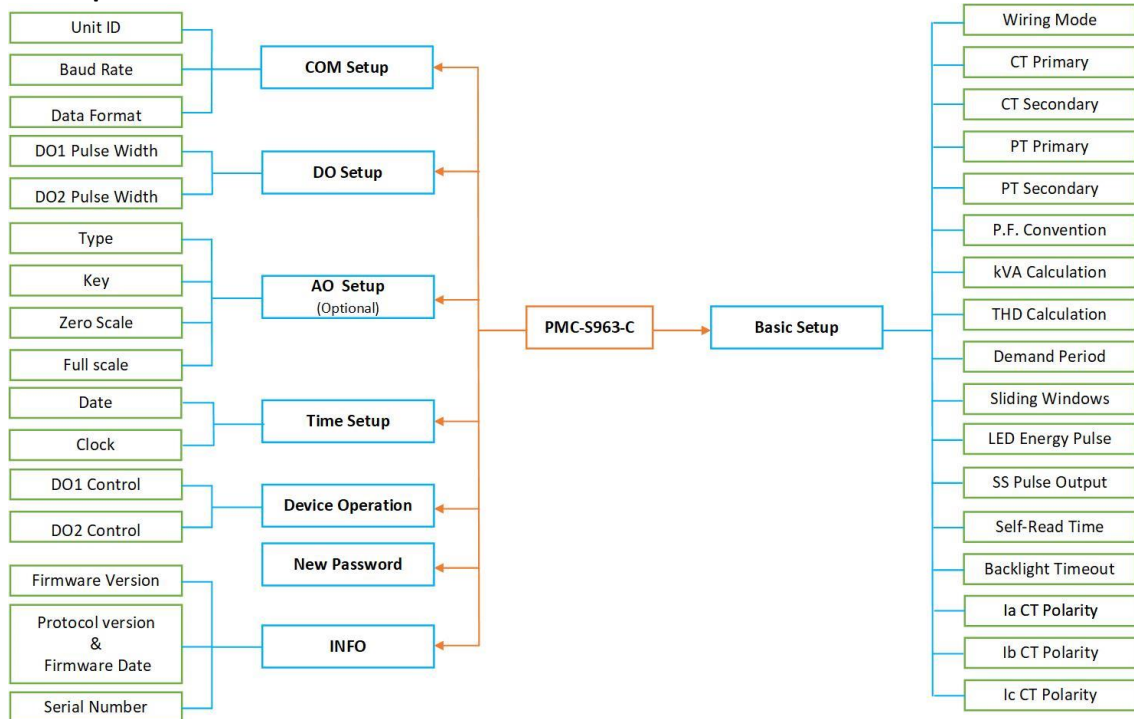 Unit ID
Baud Rate
Data Format
COM Setup
DO1 Pulse Width
DO2 Pulse Width
DO Setup
Type
Key
Zero Scale
Full scale
AO Setup
(Optional)
Date
Clock
Time Setup
DO1 Control
DO2 Control
Device Operation
New Password
Firmware Version
Protocol version
&
Firmware Date
Serial Number
INFO
PMC-S963-C
Basic Setup
Wiring Mode
CT Primary
CT Secondary
PT Primary
PT Secondary
P.F. Convention
kVA Calculation
THD Calculation
Demand Period
Sliding Windows
LED Energy Pulse
SS Pulse Output
Self-Read Time
Backlight Timeout
Ia CT Polarity
Ib CT Polarity
Ic CT Polarity